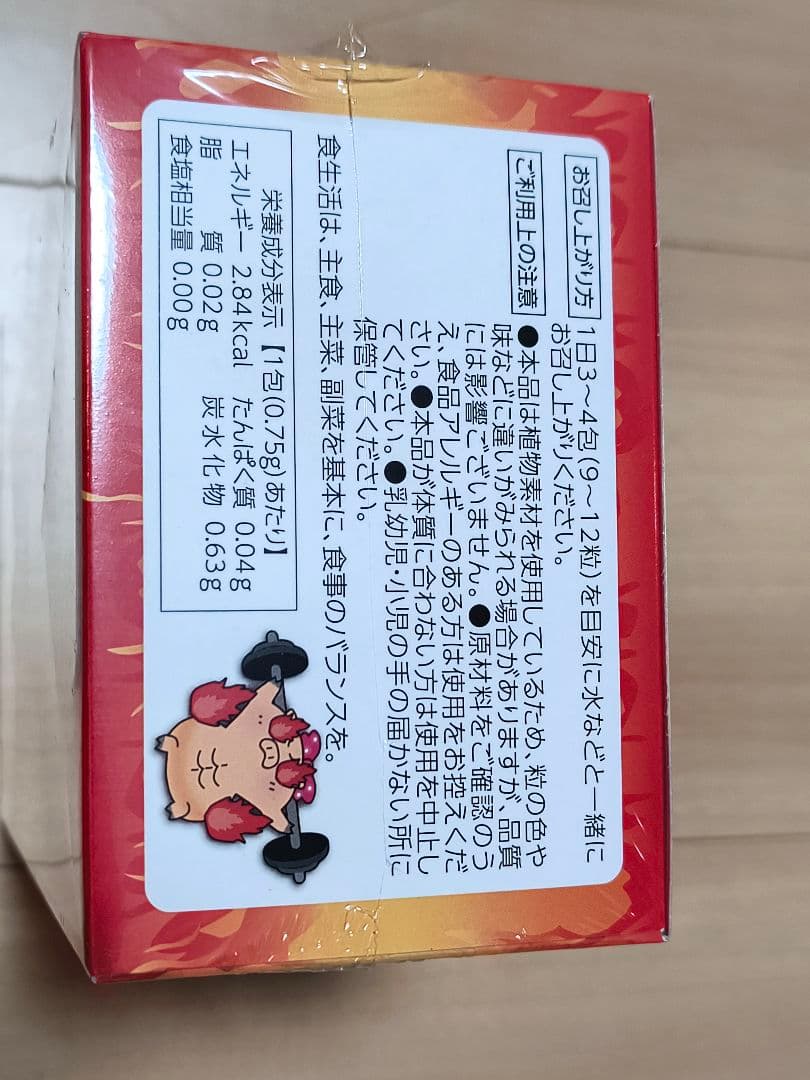 お召し上がり方
1日3〜4包(9〜12粒)を目安に水などと一緒に
お召し上がりください。
ご利用上の注意
●本品は植物素材を使用しているため、粒の色や
味などに違いがみられる場合がありますが、品質
には影響ございません。●原材料をご確認のう
え、食品アレルギーのある方は使用をお控えくだ
さい。●本品が体質に合わない方は使用を中止し
てください。●乳幼児・小児の手の届かない所に
保管してください。
食生活は、主食、主菜、副菜を基本に、食事のバランスを。
栄養成分表示【1包(0.75g)あたり】
エネルギー 2.84kcal たんぱく質 0.04g
脂 質 0.02g 炭水化物 0.63g
食塩相当量 0.00g